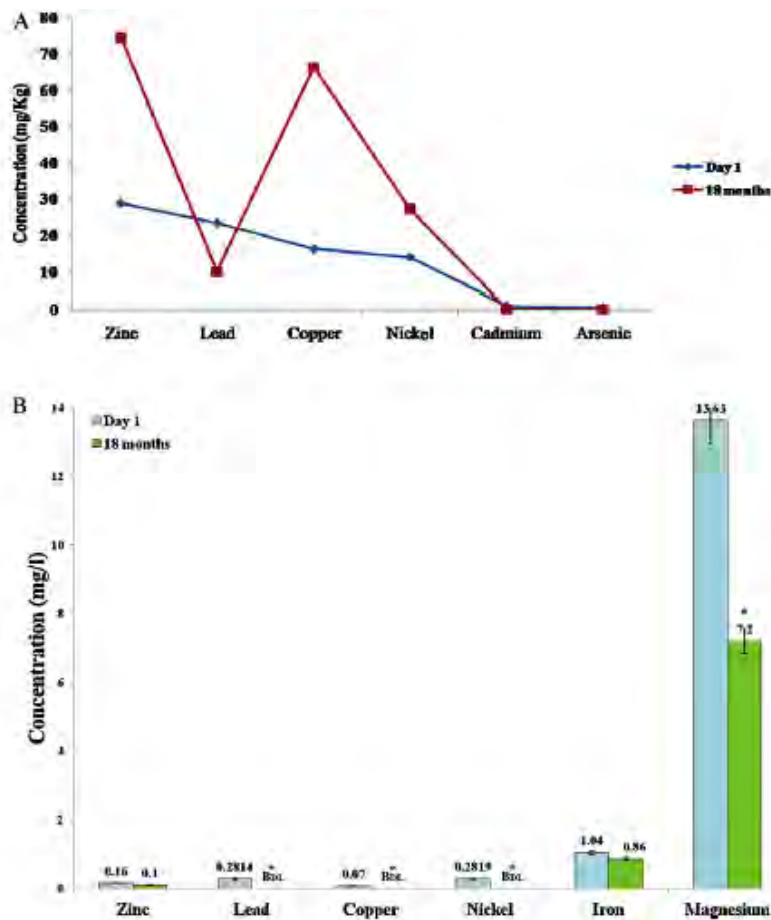 A
80
70
60
50
40
30
20
10
0
Concentration (mg/Kg)
Zinc Lead Copper Nickel Cadmium Arsenic
Day 1
18 months
B
Day 1
18 months
14
12
10
8
6
4
2
0
Concentration (mg/l)
0.16 0.1 0.2814 * BDL 0.07 * BDL 0.2819 * BDL 1.04 0.86 13.63 * 7.2
Zinc Lead Copper Nickel Iron Magnesium